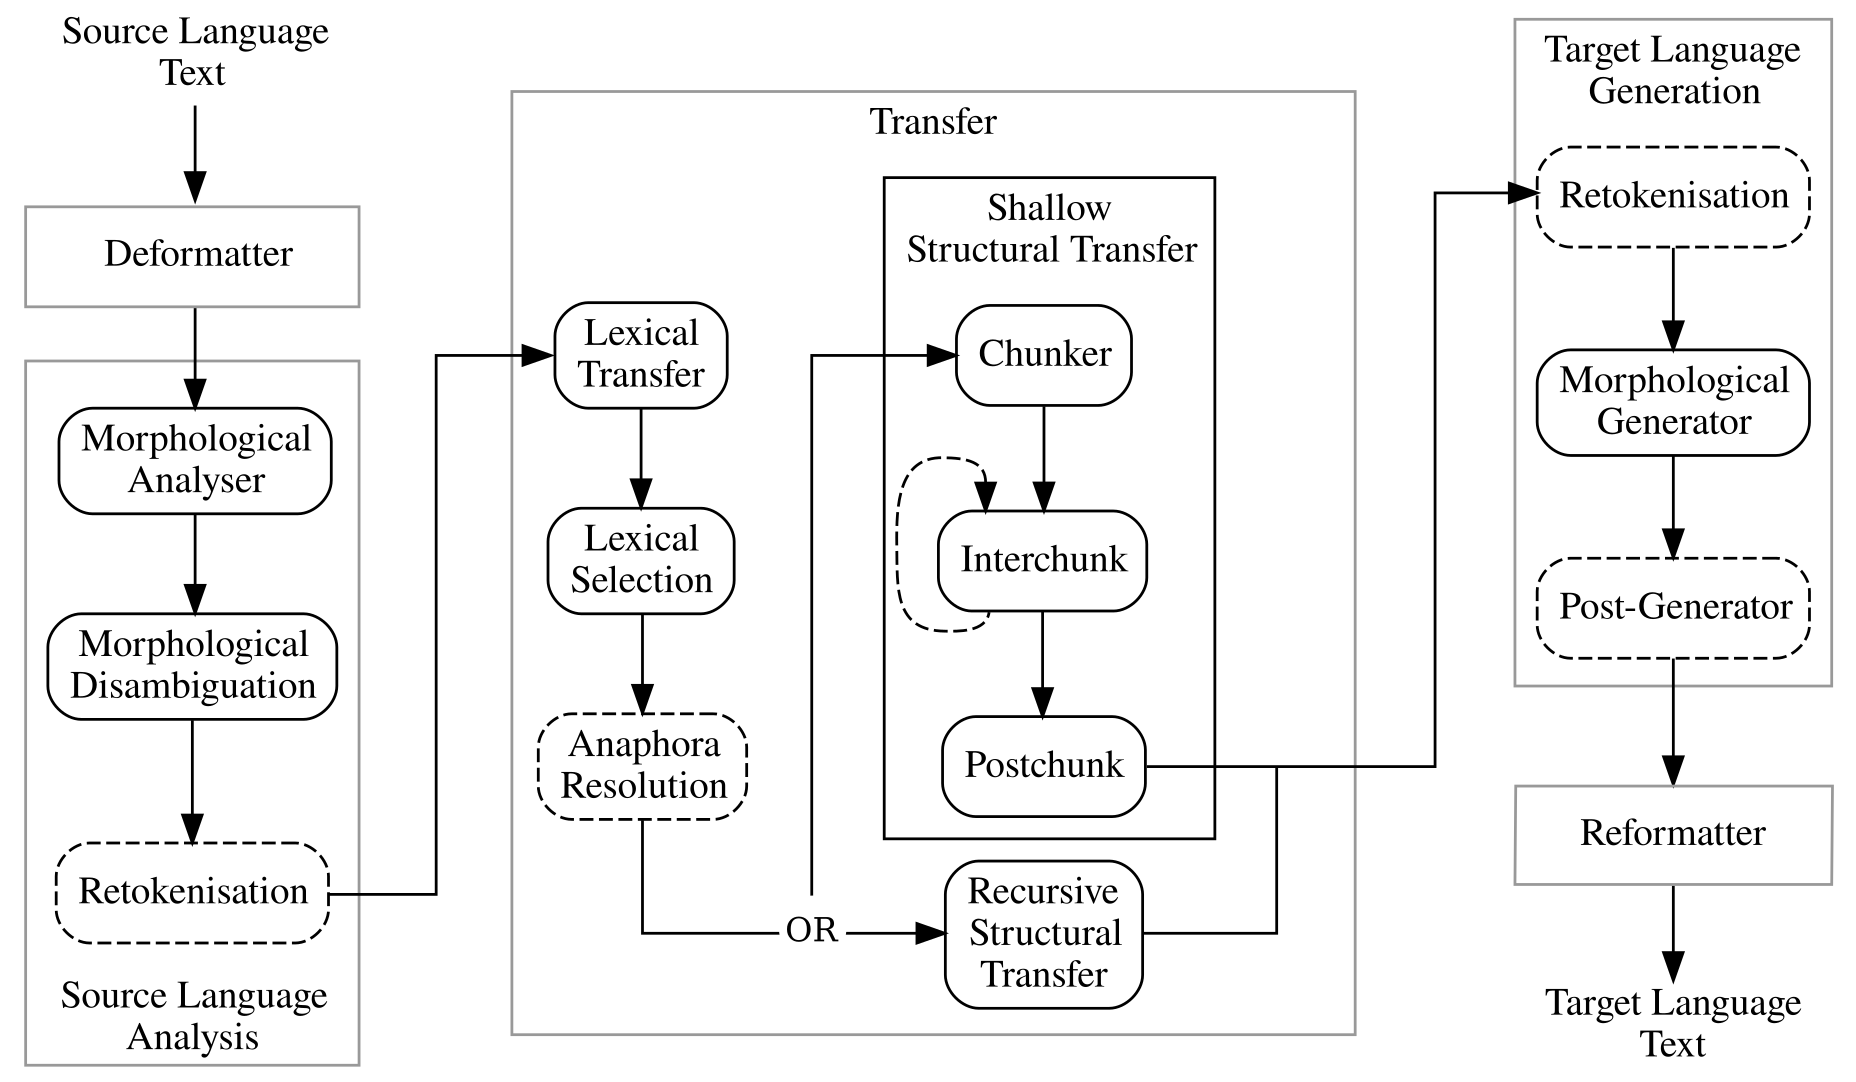 Source Language
Text
Deformatter
Morphological
Analyser
Morphological
Disambiguation
Retokenisation
Source Language
Analysis
Transfer
Lexical
Transfer
Lexical
Selection
Anaphora
Resolution
OR
Shallow
Structural Transfer
Chunker
Interchunk
Postchunk
Recursive
Structural
Transfer
Target Language
Generation
Retokenisation
Morphological
Generator
Post-Generator
Reformatter
Target Language
Text